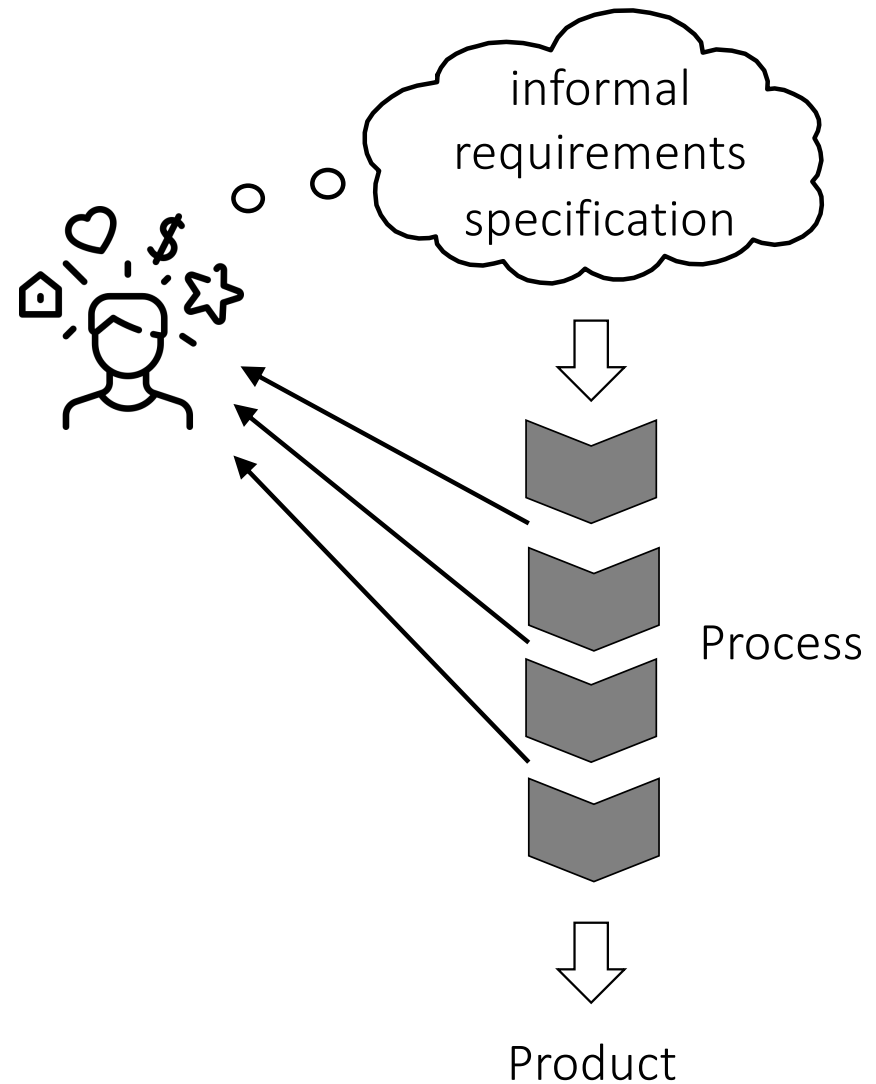 informal
requirements
specification
$
Process
Product